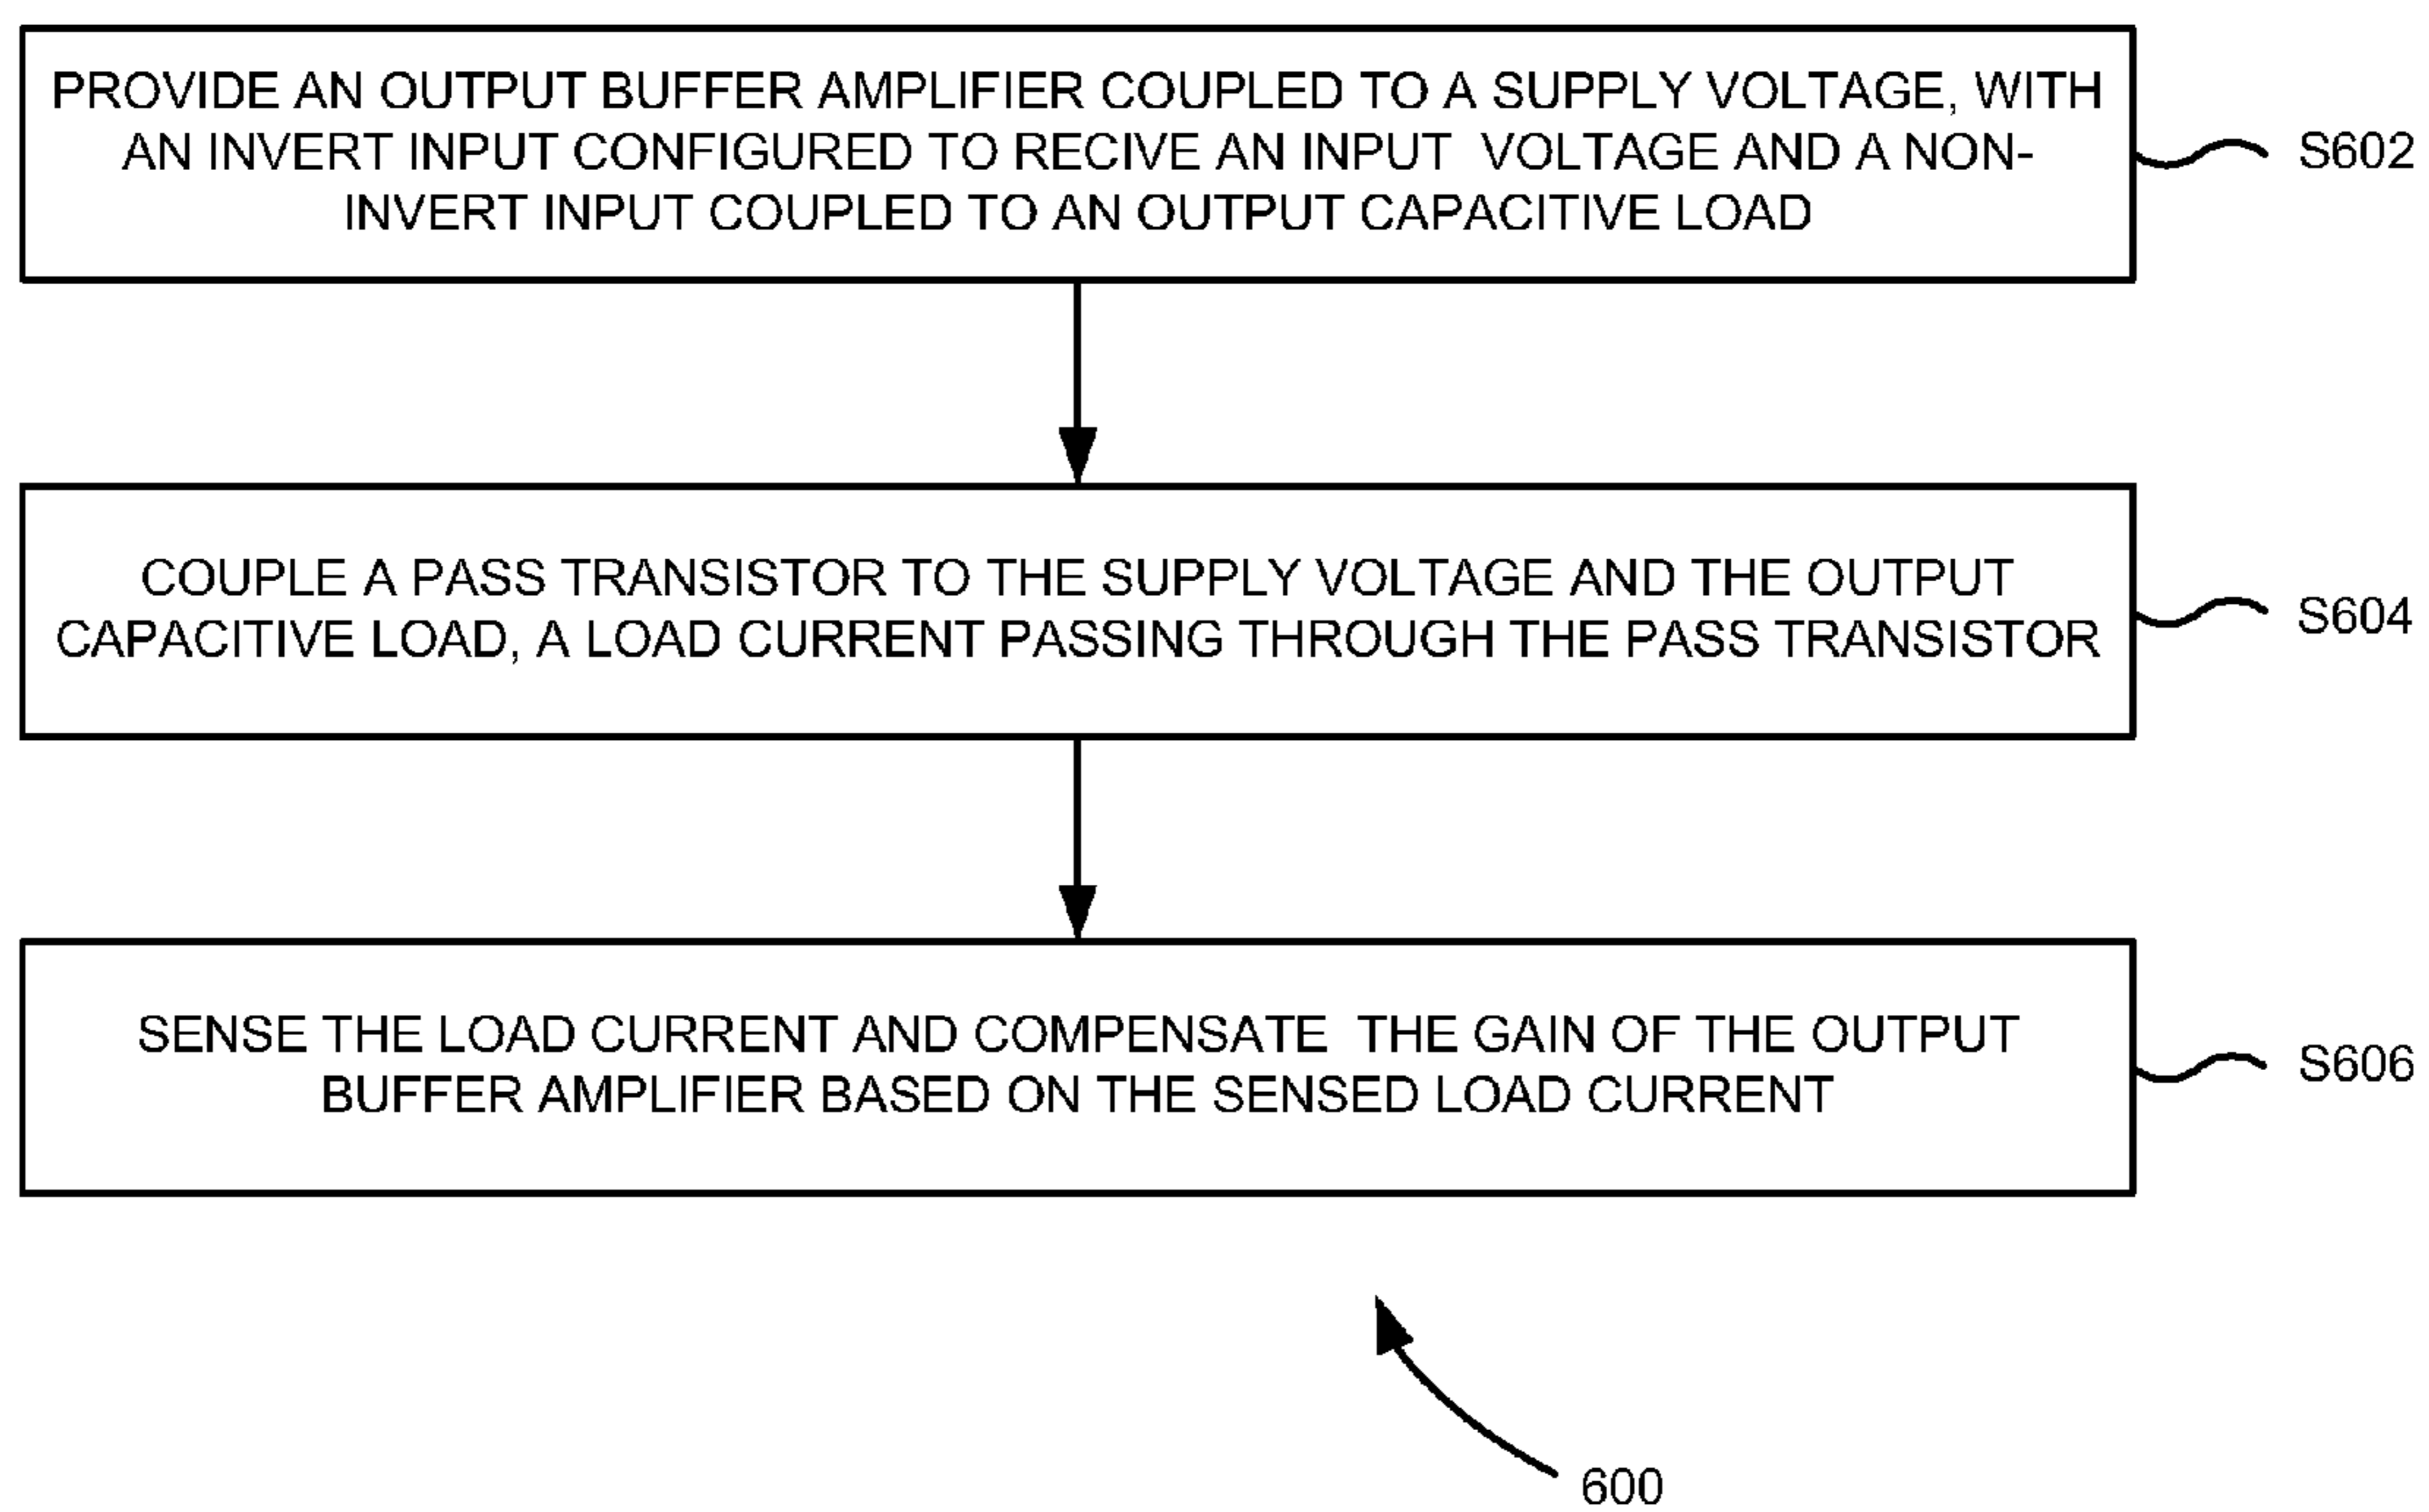 PROVIDE AN OUTPUT BUFFER AMPLIFIER COUPLED TO A SUPPLY VOLTAGE, WITH
AN INVERT INPUT CONFIGURED TO RECIVE AN INPUT VOLTAGE AND A NON-
INVERT INPUT COUPLED TO AN OUTPUT CAPACITIVE LOAD
S602
COUPLE A PASS TRANSISTOR TO THE SUPPLY VOLTAGE AND THE OUTPUT
CAPACITIVE LOAD, A LOAD CURRENT PASSING THROUGH THE PASS TRANSISTOR
S604
SENSE THE LOAD CURRENT AND COMPENSATE THE GAIN OF THE OUTPUT
BUFFER AMPLIFIER BASED ON THE SENSED LOAD CURRENT
S606
600